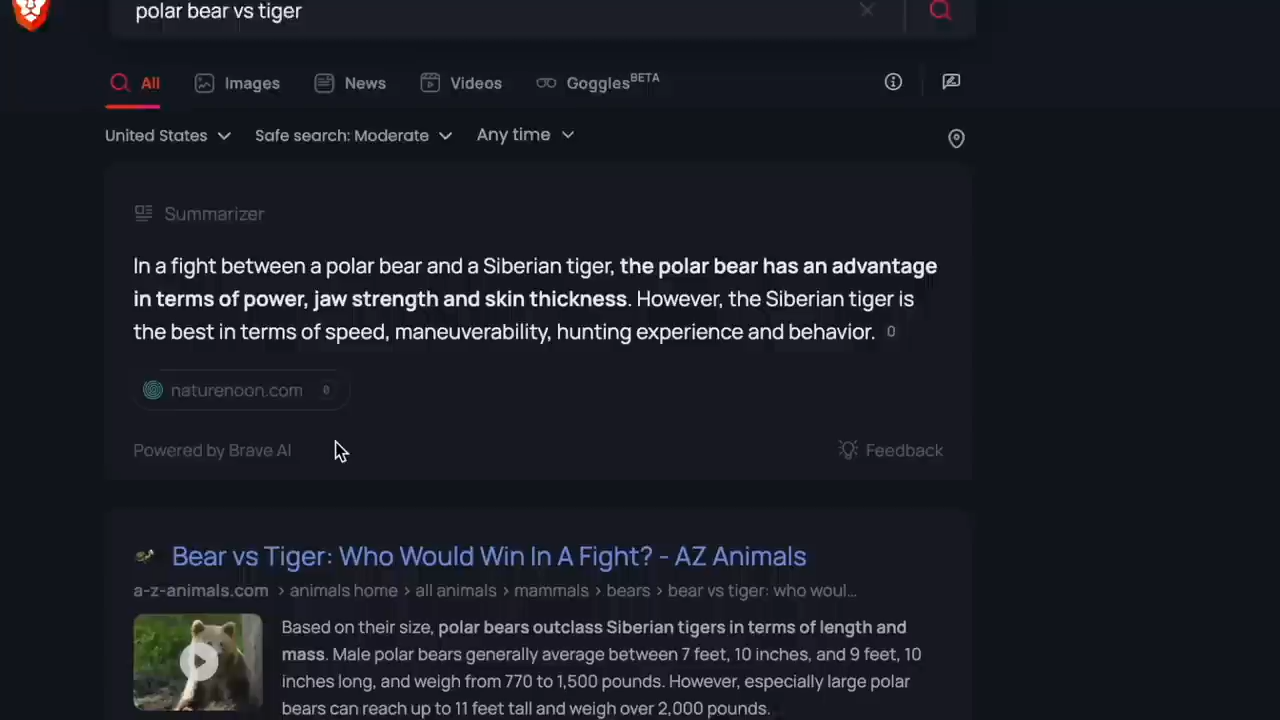 polar bear vs tiger
All Images News Videos Goggles BETA
United States Safe search: Moderate Any time
Summarizer
In a fight between a polar bear and a Siberian tiger, the polar bear has an advantage
in terms of power, jaw strength and skin thickness. However, the Siberian tiger is
the best in terms of speed, maneuverability, hunting experience and behavior. 0
naturenoon.com 0
Powered by Brave AI Feedback
Bear vs Tiger: Who Would Win In A Fight? - AZ Animals
a-z-animals.com › animals home › all animals › mammals › bears › bear vs tiger: who woul...
Based on their size, polar bears outclass Siberian tigers in terms of length and
mass. Male polar bears generally average between 7 feet, 10 inches, and 9 feet, 10
inches long, and weigh from 770 to 1,500 pounds. However, especially large polar
bears can reach up to 11 feet tall and weigh over 2,000 pounds.